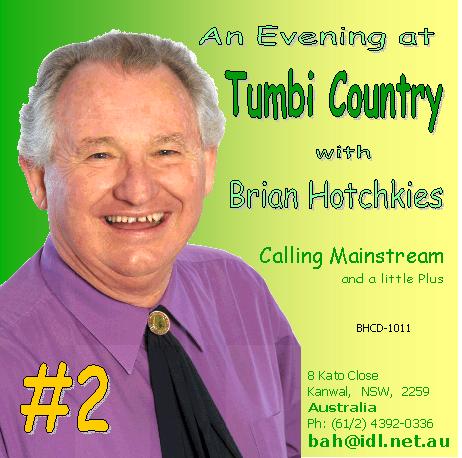 An Evening at
Tumbi Country
with
Brian Hotchkies
Calling Mainstream
and a little Plus
BHCD-1011
#2
8 Kato Close
Kanwal, NSW, 2259
Australia
Ph: (61/2) 4392-0336
bah@idl.net.au